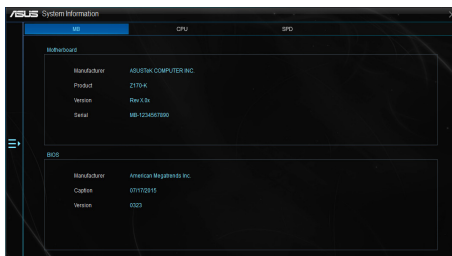 ASUS System Information
MB CPU SPD
Motherboard
Manufacturer ASUSTeK COMPUTER INC.
Product Z170-K
Version Rev X.0x
Serial MB-1234567890
BIOS
Manufacturer American Megatrends Inc.
Caption 07/17/2015
Version 0323